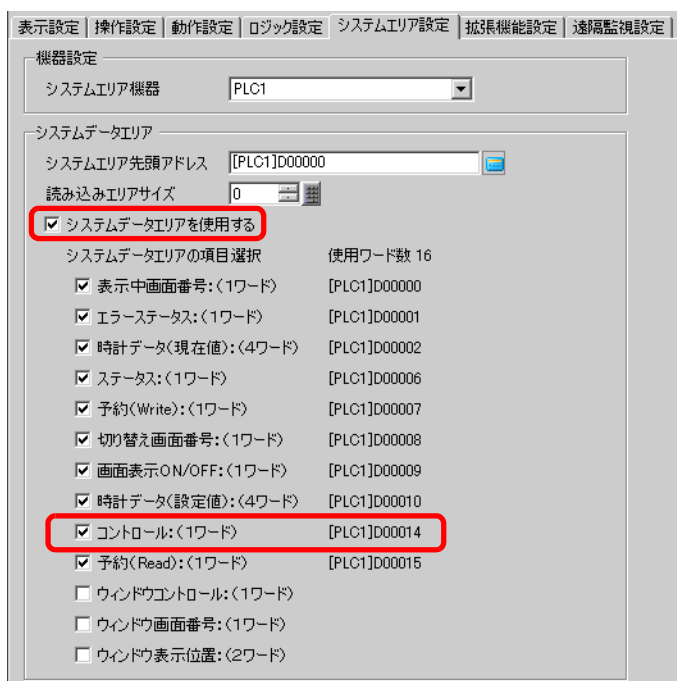 表示設定 操作設定 動作設定 ロジック設定 システムエリア設定 拡張機能設定 遠隔監視設定
機器設定
システムエリア機器 PLC1
システムデータエリア
システムエリア先頭アドレス [PLC1]D00000
読み込みエリアサイズ 0
システムデータエリアを使用する
システムデータエリアの項目選択 使用ワード数 16
表示中画面番号:(1ワード) [PLC1]D00000
エラーステータス:(1ワード) [PLC1]D00001
時計データ(現在値):(4ワード) [PLC1]D00002
ステータス:(1ワード) [PLC1]D00006
予約(Write):(1ワード) [PLC1]D00007
切り替え画面番号:(1ワード) [PLC1]D00008
画面表示ON/OFF:(1ワード) [PLC1]D00009
時計データ(設定値):(4ワード) [PLC1]D00010
コントロール:(1ワード) [PLC1]D00014
予約(Read):(1ワード) [PLC1]D00015
ウィンドウコントロール:(1ワード)
ウィンドウ画面番号:(1ワード)
ウィンドウ表示位置:(2ワード)